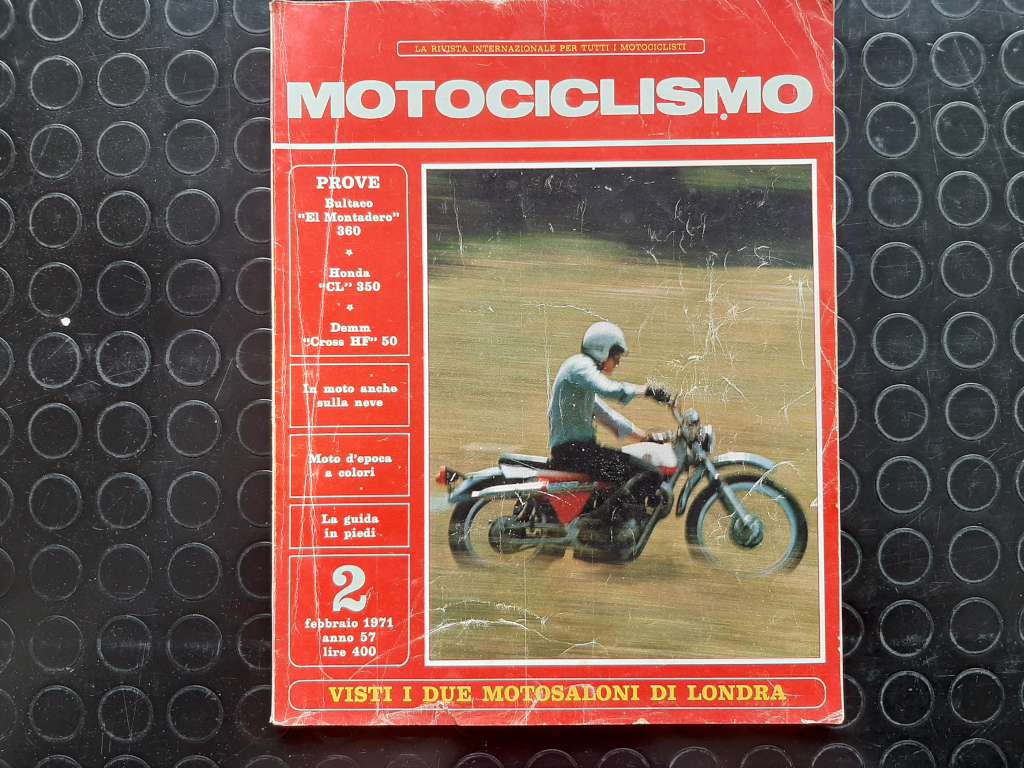 LA RIVISTA INTERNAZIONALE PER TUTTI I MOTOCICLISTI
MOTOCICLISMO
PROVE
Bultaco
"El Montadero"
360
*
Honda
"CL" 350
*
Demm
"Cross HF" 50
In moto anche
sulla neve
Moto d'epoca
a colori
La guida
in piedi
2
febbraio 1971
anno 57
lire 400
VISTI I DUE MOTOSALONI DI LONDRA